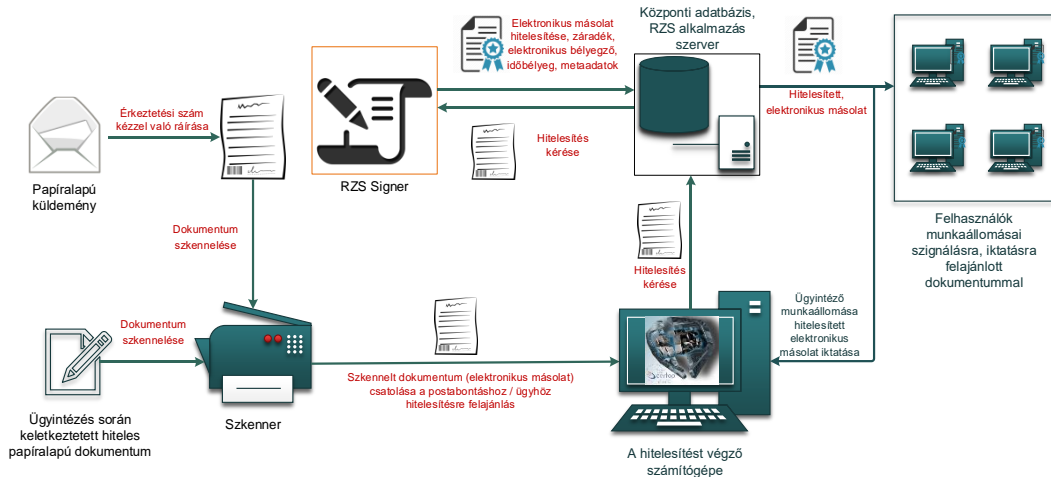 Elektronikus másolat
hitelesítése, záradék,
elektronikus bélyegző,
időbélyeg, metaadatok
Központi adatbázis,
RZS alkalmazás
szerver
Érkeztetési szám
kézzel való ráírása
Hitelesítés
kérése
Hitelesített,
elektronikus másolat
Papíralapú
küldemény
RZS Signer
Felhasználók
munkaállomásai
szignálásra, iktatásra
felajánlott
dokumentummal
Dokumentum
szkennelése
Hitelesítés
kérése
Ügyintéző
munkaállomása
hitelesített
elektronikus
másolat iktatása
Dokumentum
szkennelése
Szkennelt dokumentum (elektronikus másolat)
csatolása a postabontáshoz / ügyhöz
hitelesítésre felajánlás
Ügyintézés során
keletkeztetett hiteles
papíralapú dokumentum
Szkenner
A hitelesítést végző
számítógépe